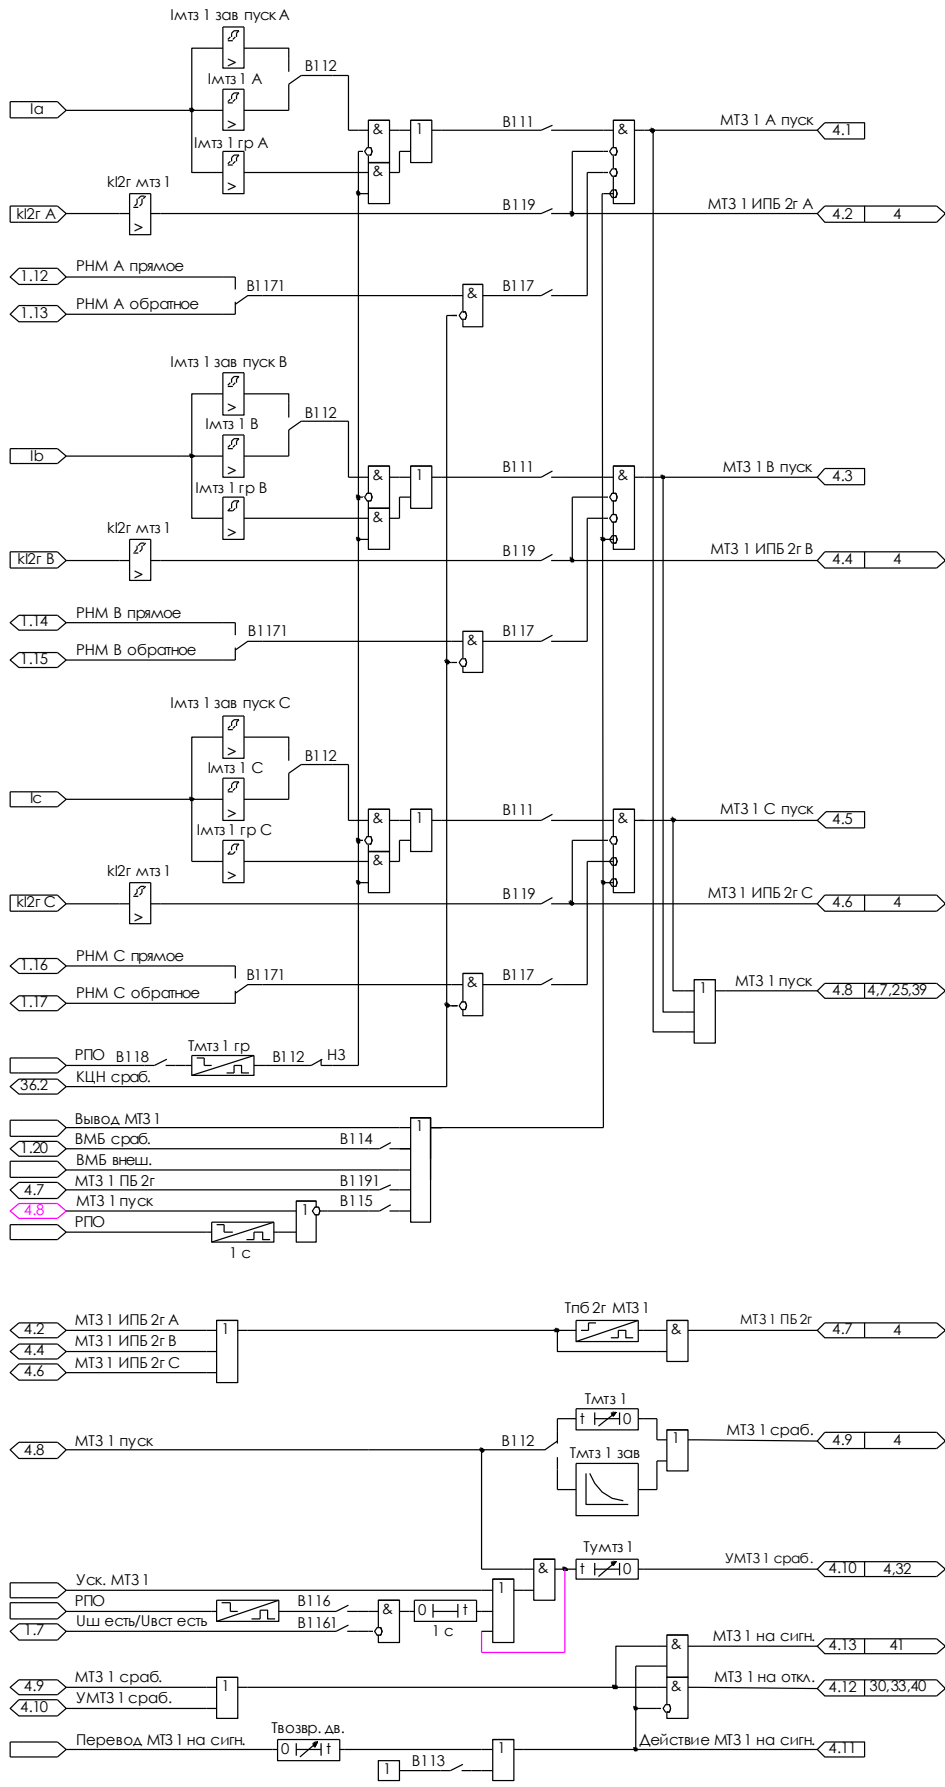 Iмтз 1 зав пуск A
>
B112
Iмтз 1 A
>
Ia
Iмтз 1 гр A
>
&
&
1
B111
&
МТЗ 1 А пуск
4.1
kI2г мтз 1
kI2г A
>
B119
МТЗ 1 ИПБ 2г А
4.2
4
1.12
РНМ А прямое
B1171
1.13
РНМ А обратное
&
B117
Iмтз 1 зав пуск B
>
B112
Iмтз 1 B
>
Ib
Iмтз 1 гр B
>
&
&
1
B111
&
МТЗ 1 В пуск
4.3
kI2г мтз 1
kI2г B
>
B119
МТЗ 1 ИПБ 2г В
4.4
4
1.14
РНМ В прямое
B1171
1.15
РНМ В обратное
&
B117
Iмтз 1 зав пуск C
>
B112
Iмтз 1 C
>
Ic
Iмтз 1 гр C
>
&
&
1
B111
&
МТЗ 1 С пуск
4.5
kI2г мтз 1
kI2г C
>
B119
МТЗ 1 ИПБ 2г С
4.6
4
1.16
РНМ С прямое
B1171
1.17
РНМ С обратное
&
B117
1
МТЗ 1 пуск
4.8
4,7,25,39
РПО
B118
Тмтз 1 гр
B112
НЗ
36.2
КЦН сраб.
Вывод МТЗ 1
1
1.20
ВМБ сраб.
B114
ВМБ внеш.
4.7
МТЗ 1 ПБ 2г
B1191
4.8
МТЗ 1 пуск
1
B115
РПО
1 с
4.2
МТЗ 1 ИПБ 2г А
1
Тпб 2г МТЗ 1
&
МТЗ 1 ПБ 2г
4.7
4
4.4
МТЗ 1 ИПБ 2г В
4.6
МТЗ 1 ИПБ 2г С
4.8
МТЗ 1 пуск
B112
Тмтз 1
t
0
Тмтз 1 зав
1
МТЗ 1 сраб.
4.9
4
Тумтз 1
&
t
0
УМТЗ 1 сраб.
4.10
4,32
Уск. МТЗ 1
1
РПО
B116
&
0
t
1 с
1.7
Uш есть/Uвст есть
B1161
&
МТЗ 1 на сигн.
4.13
41
4.9
МТЗ 1 сраб.
1
&
МТЗ 1 на откл.
4.12
30,33,40
4.10
УМТЗ 1 сраб.
Перевод МТЗ 1 на сигн.
Твозвр. дв.
0
t
1
Действие МТЗ 1 на сигн.
4.11
1
B113